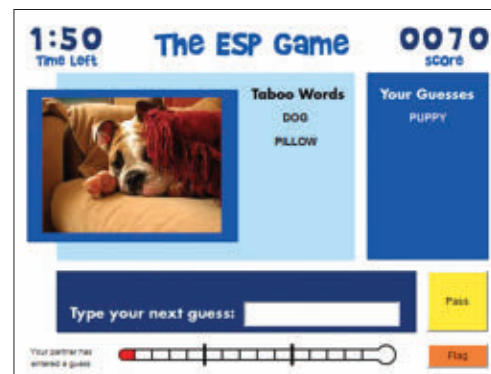 1:50
Time Left
The ESP Game
0070
score
Taboo Words
DOG
PILLOW
Your Guesses
PUPPY
Type your next guess:
Pass
Your partner has
entered a guess
Flag